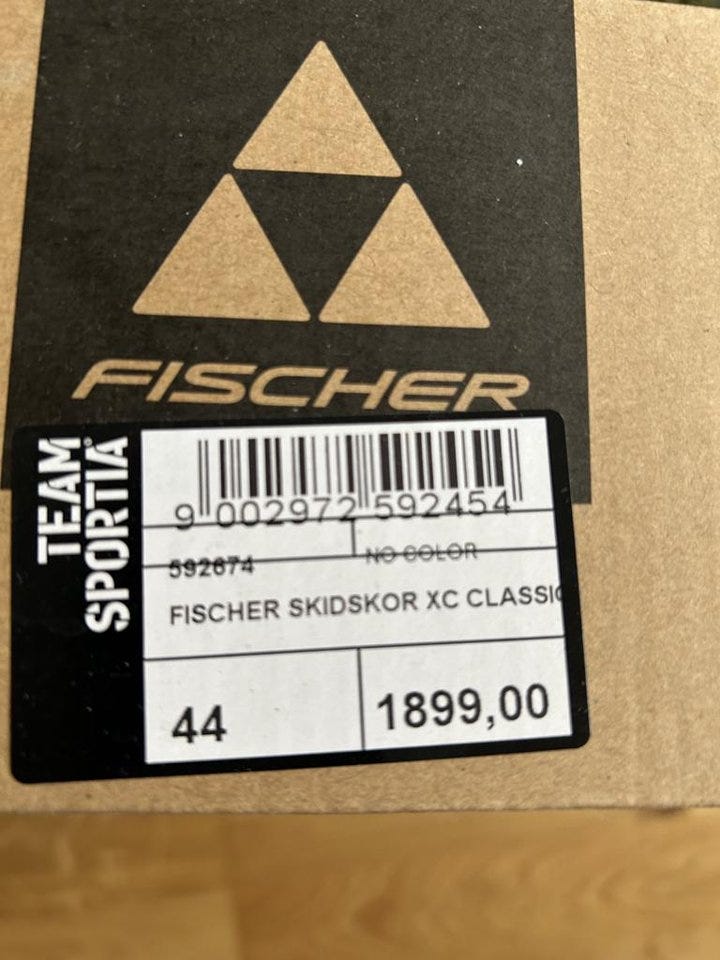 FISCHER
TEAM
SPORTIA
9 002972 592454
592674 NO COLOR
FISCHER SKIDSKOR XC CLASSIC
44 1899,00